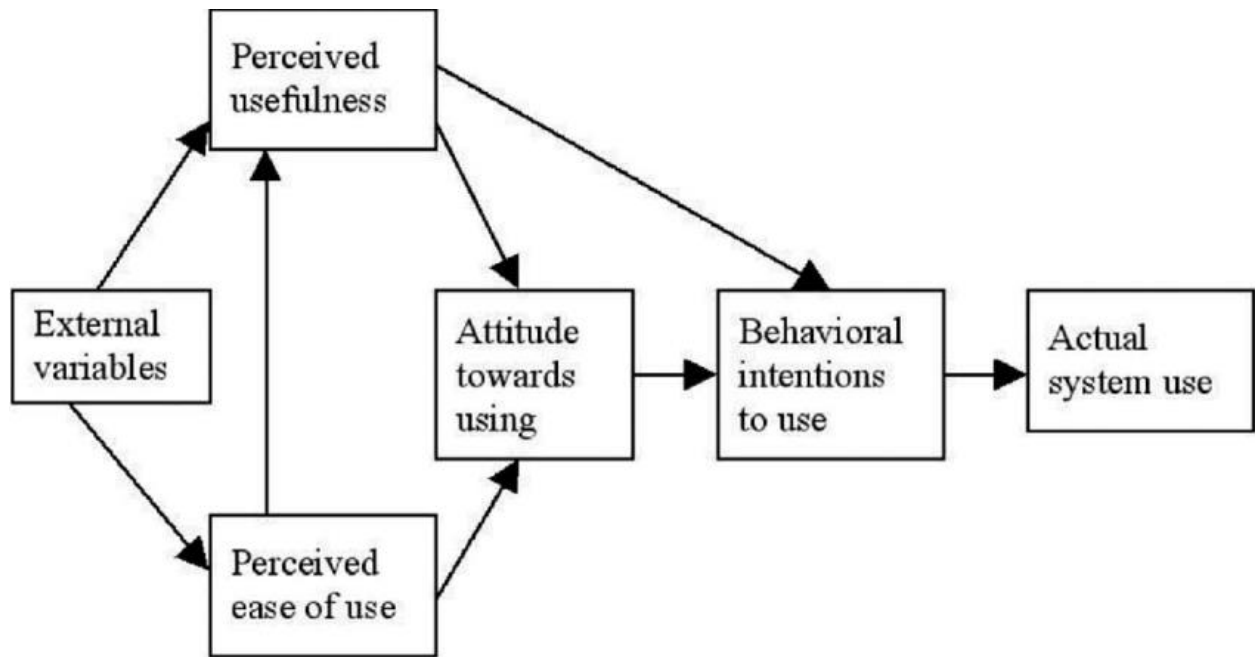 Perceived
usefulness
External
variables
Attitude
towards
using
Behavioral
intentions
to use
Actual
system use
Perceived
ease of use